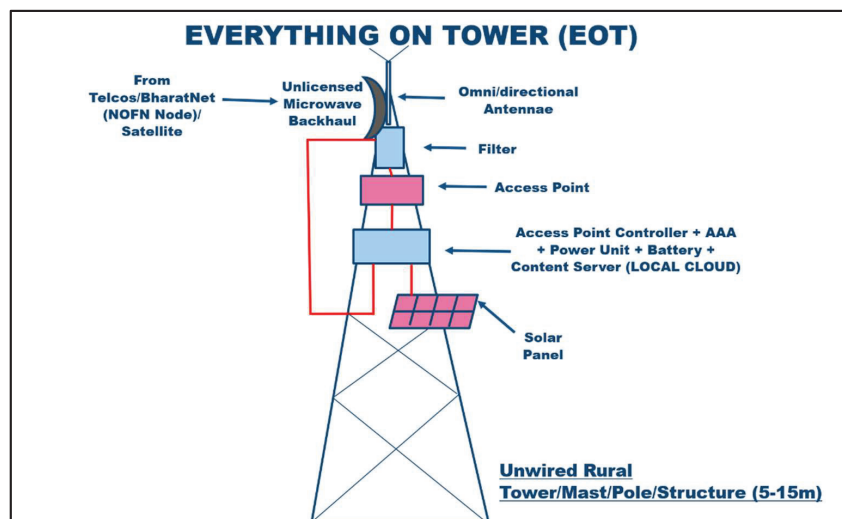 EVERYTHING ON TOWER (EOT)
From
Telcos/BharatNet
(NOFN Node)/
Satellite
Unlicensed
Microwave
Backhaul
Omni/directional
Antennae
Filter
Access Point
Access Point Controller + AAA
+ Power Unit + Battery +
Content Server (LOCAL CLOUD)
Solar
Panel
Unwired Rural
Tower/Mast/Pole/Structure (5-15m)